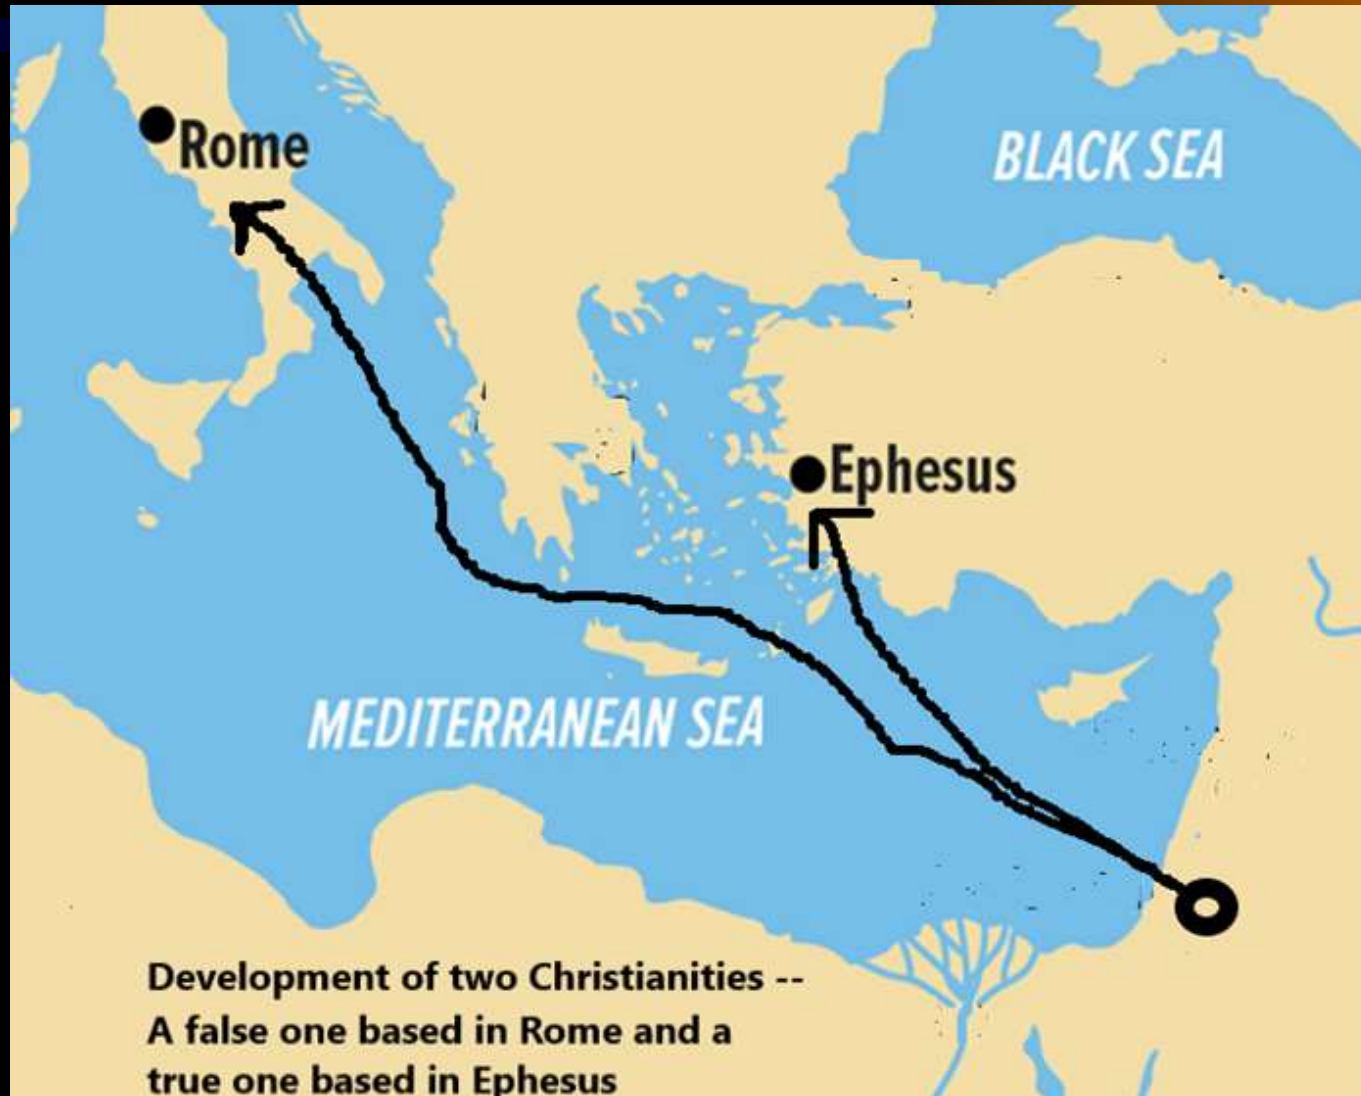 Rome
BLACK SEA
Ephesus
MEDITERRANEAN SEA
Development of two Christianities --
A false one based in Rome and a
true one based in Ephesus